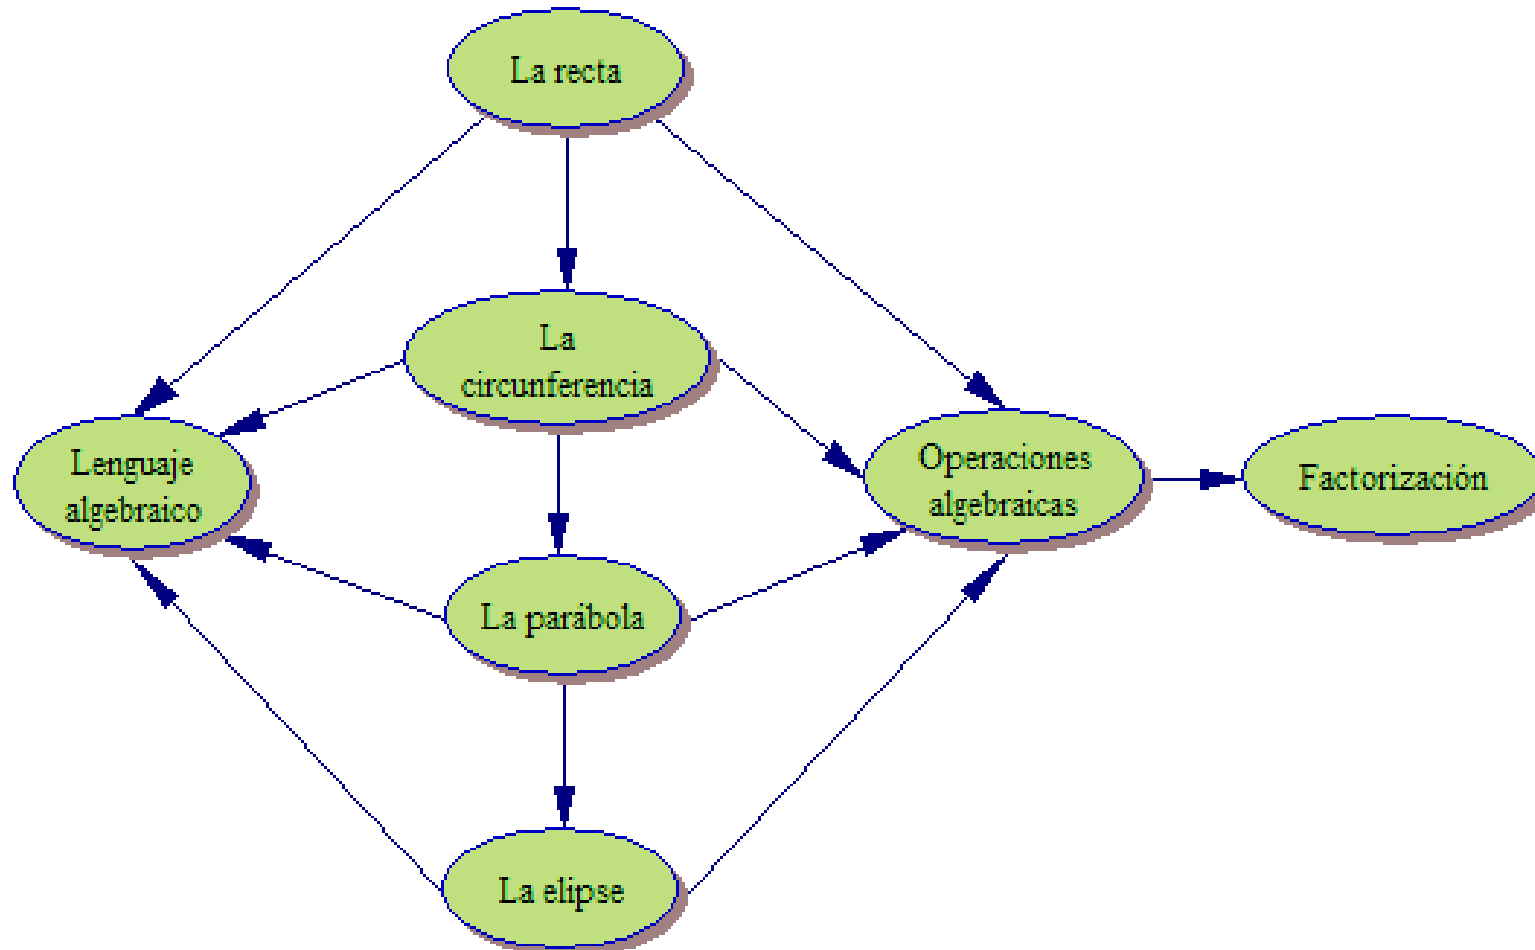 La recta
La
circunferencia
Lenguaje
algebraico
Operaciones
algebraicas
Factorización
La parábola
La elipse